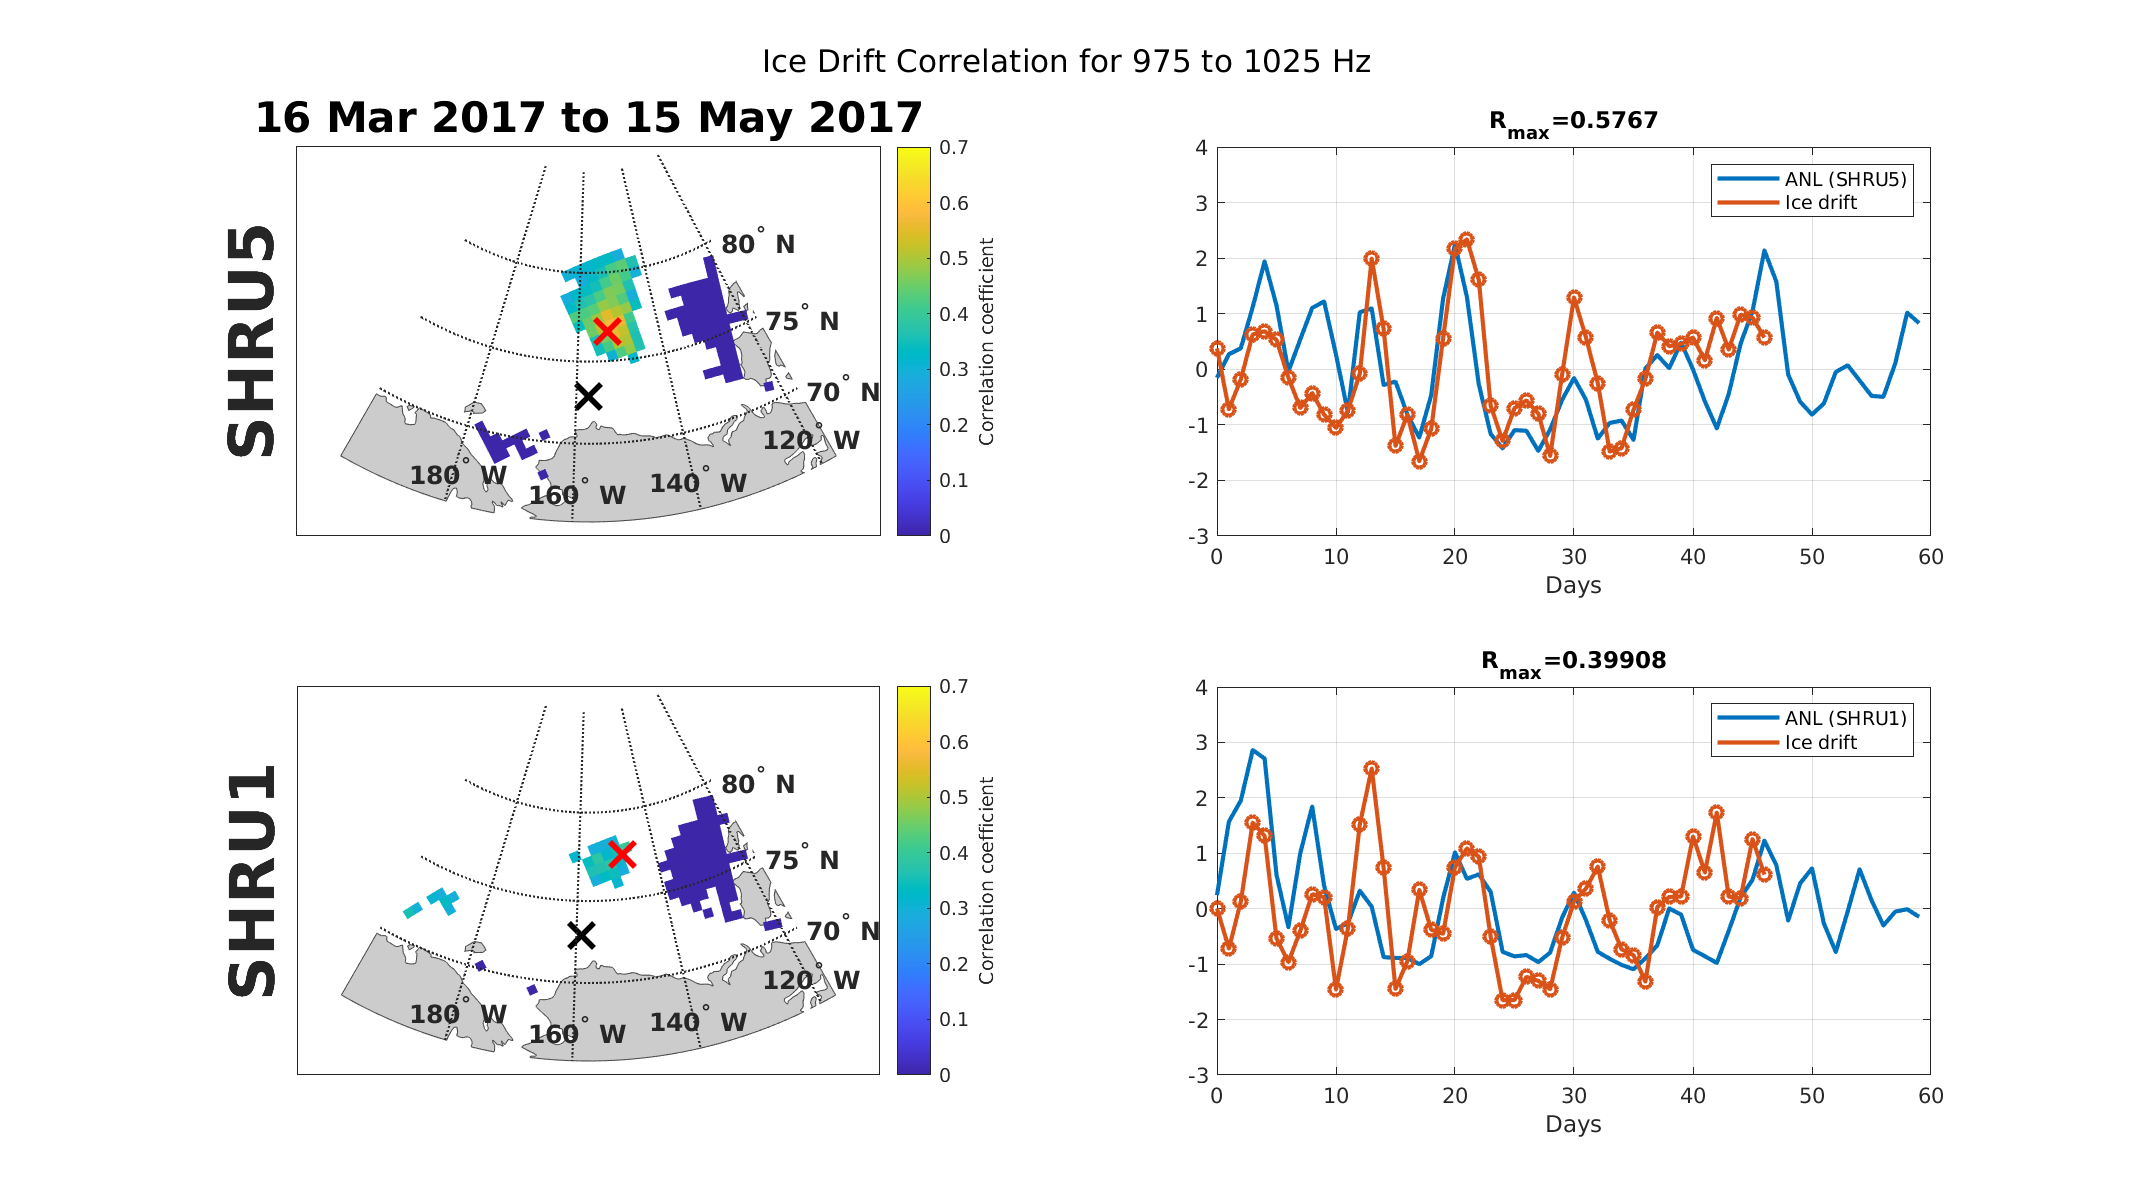 Ice Drift Correlation for 975 to 1025 Hz
16 Mar 2017 to 15 May 2017
SHRU5
80° N
75° N
70° N
120° W
140° W
160° W
180° W
0.7
0.6
0.5
0.4
0.3
0.2
0.1
0
Correlation coefficient
Rmax=0.5767
4
3
2
1
0
-1
-2
-3
0 10 20 30 40 50 60
Days
ANL (SHRU5)
Ice drift
SHRU1
80° N
75° N
70° N
120° W
140° W
160° W
180° W
0.7
0.6
0.5
0.4
0.3
0.2
0.1
0
Correlation coefficient
Rmax=0.39908
4
3
2
1
0
-1
-2
-3
0 10 20 30 40 50 60
Days
ANL (SHRU1)
Ice drift